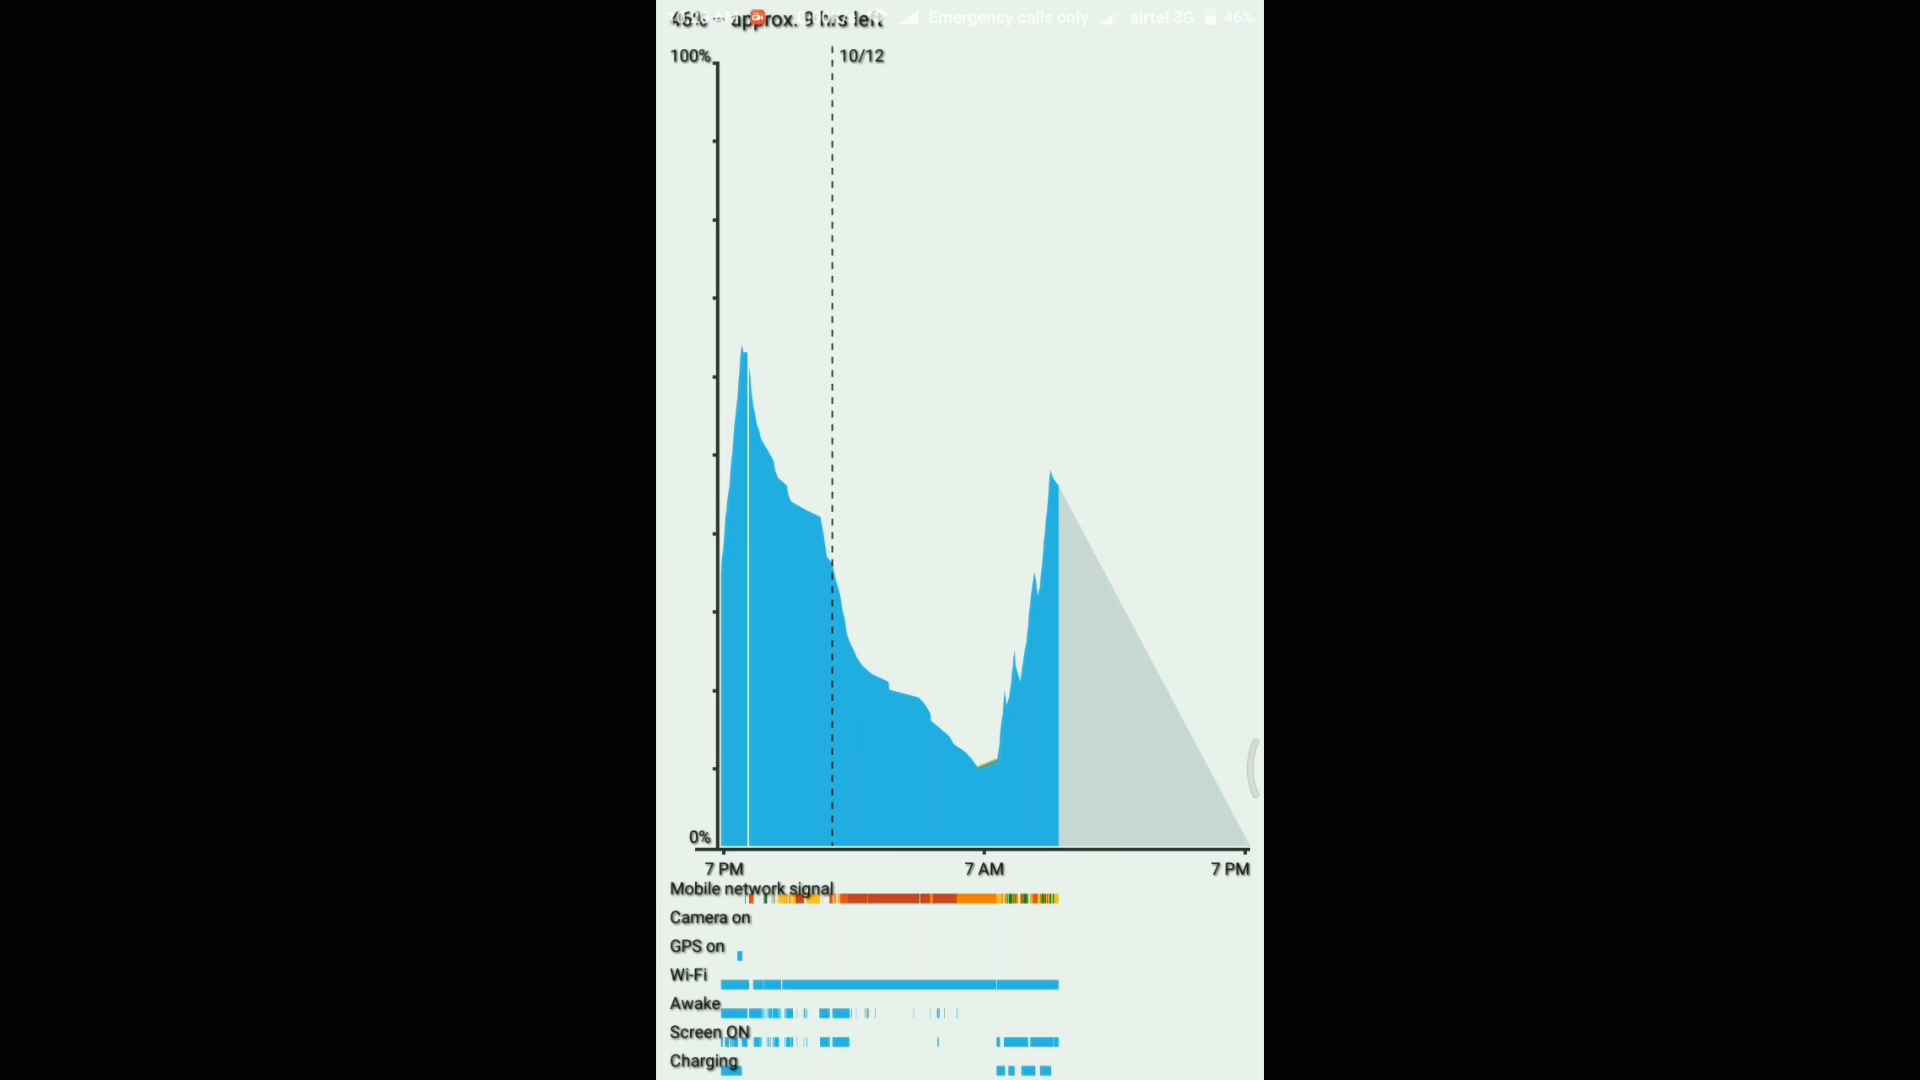 46% - approx. 9 hrs left
Emergency calls only airtel 3G 46%
100% 10/12
0%
7 PM 7 AM 7 PM
Mobile network signal
Camera on
GPS on
Wi-Fi
Awake
Screen ON
Charging